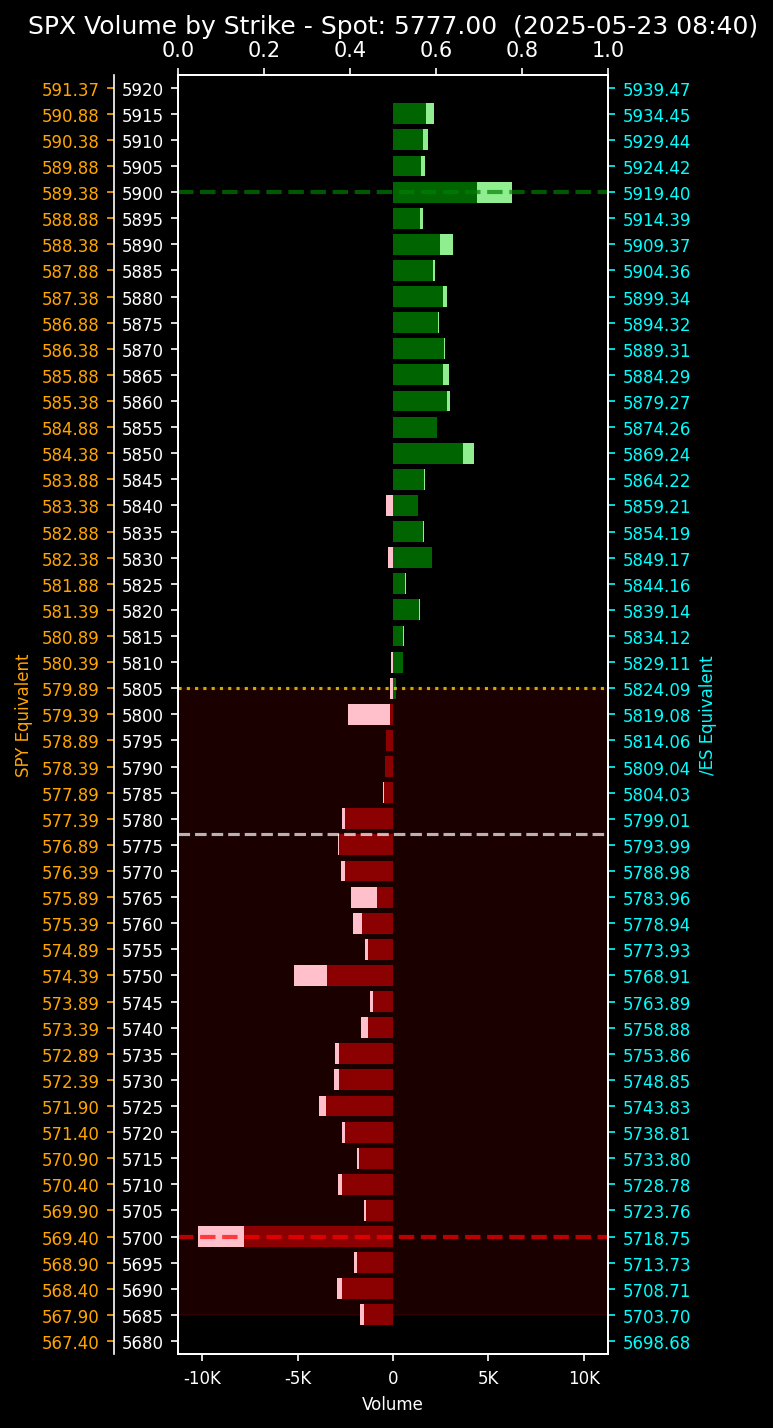 SPX Volume by Strike - Spot: 5777.00 (2025-05-23 08:40)
0.0 0.2 0.4 0.6 0.8 1.0
591.37 5920 5939.47
590.88 5915 5934.45
590.38 5910 5929.44
589.88 5905 5924.42
589.38 5900 5919.40
588.88 5895 5914.39
588.38 5890 5909.37
587.88 5885 5904.36
587.38 5880 5899.34
586.88 5875 5894.32
586.38 5870 5889.31
585.88 5865 5884.29
585.38 5860 5879.27
584.88 5855 5874.26
584.38 5850 5869.24
583.88 5845 5864.22
583.38 5840 5859.21
582.88 5835 5854.19
582.38 5830 5849.17
581.88 5825 5844.16
581.39 5820 5839.14
580.89 5815 5834.12
580.39 5810 5829.11
579.89 5805 5824.09
579.39 5800 5819.08
578.89 5795 5814.06
578.39 5790 5809.04
577.89 5785 5804.03
577.39 5780 5799.01
576.89 5775 5793.99
576.39 5770 5788.98
575.89 5765 5783.96
575.39 5760 5778.94
574.89 5755 5773.93
574.39 5750 5768.91
573.89 5745 5763.89
573.39 5740 5758.88
572.89 5735 5753.86
572.39 5730 5748.85
571.90 5725 5743.83
571.40 5720 5738.81
570.90 5715 5733.80
570.40 5710 5728.78
569.90 5705 5723.76
569.40 5700 5718.75
568.90 5695 5713.73
568.40 5690 5708.71
567.90 5685 5703.70
567.40 5680 5698.68
SPY Equivalent
/ES Equivalent
-10K -5K 0 5K 10K
Volume